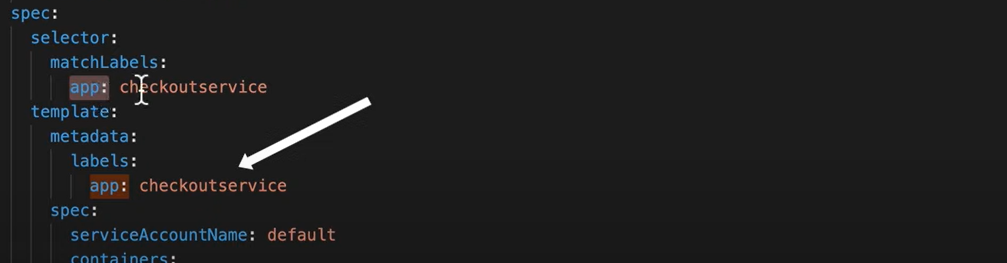 spec:
selector:
matchLabels:
app: checkoutservice
template:
metadata:
labels:
app: checkoutservice
spec:
serviceAccountName: default
containers: